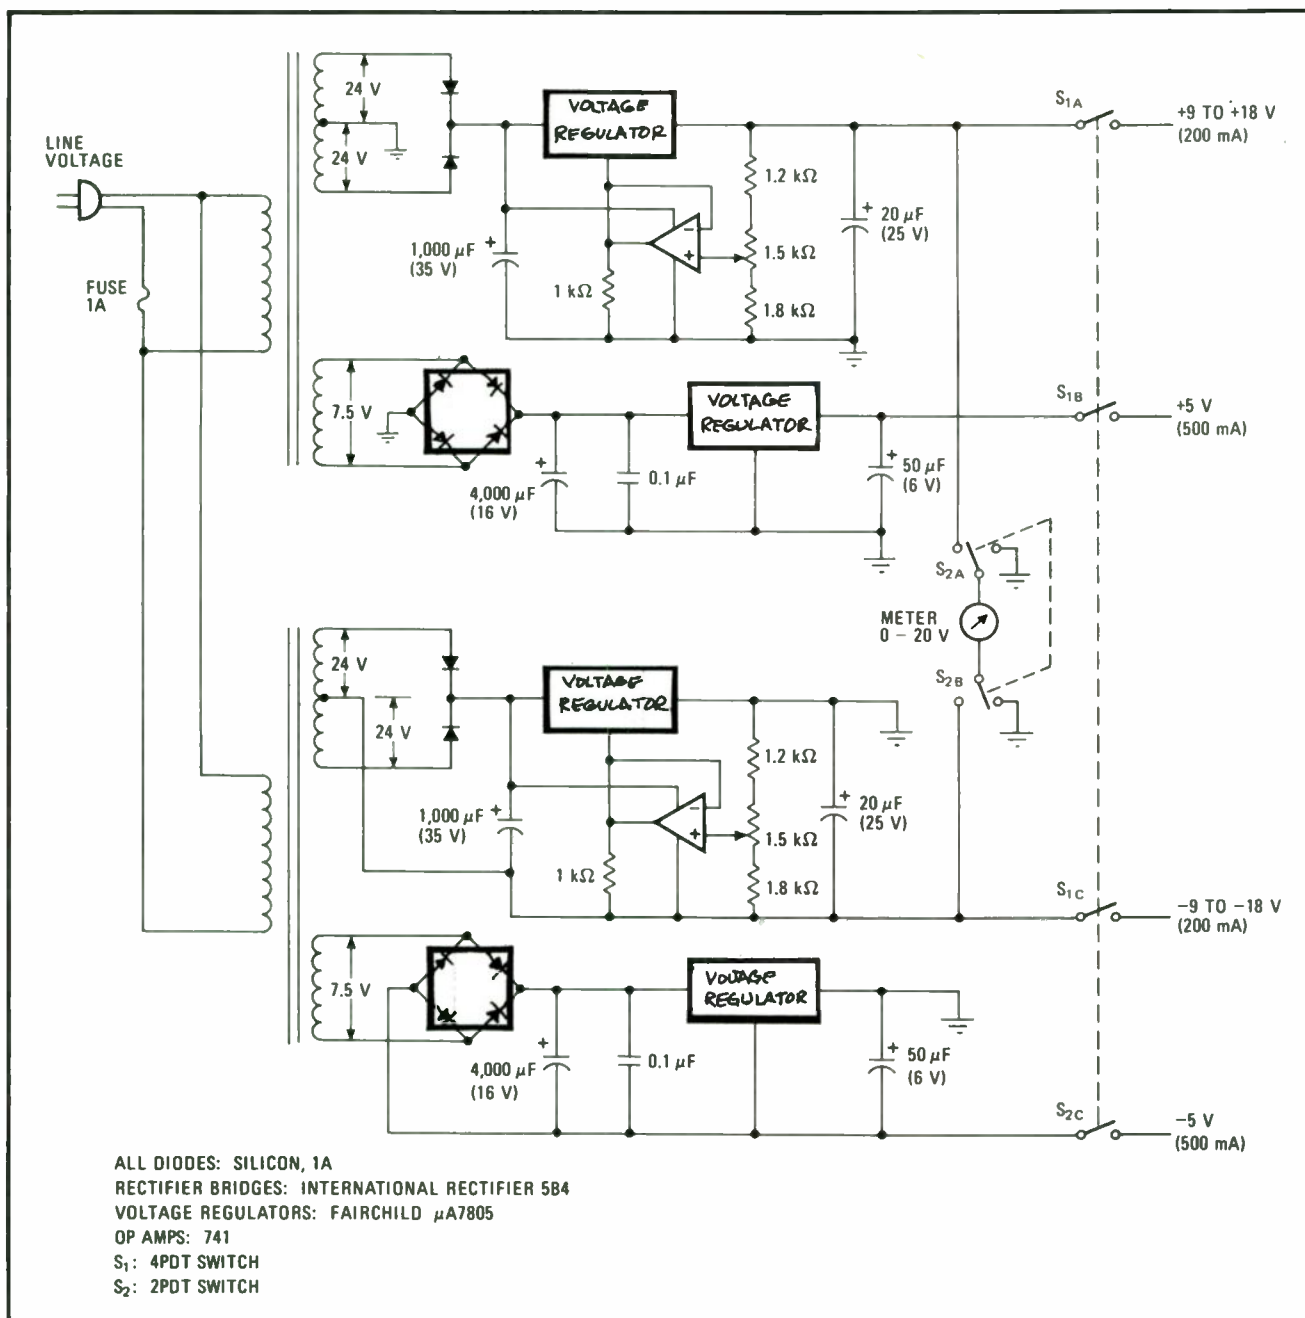 24 V
24 V
LINE
VOLTAGE
FUSE
1A
VOLTAGE
REGULATOR
1,000 µF
(35 V)
+
1 kΩ
-
+
1.2 kΩ
1.5 kΩ
1.8 kΩ
+
20 µF
(25 V)
S1A
+9 TO +18 V
(200 mA)
7.5 V
+
4,000 µF
(16 V)
0.1 µF
VOLTAGE
REGULATOR
+
50 µF
(6 V)
S1B
+5 V
(500 mA)
S2A
METER
0 – 20 V
S2B
24 V
24 V
VOLTAGE
REGULATOR
1,000 µF
(35 V)
+
1 kΩ
-
+
1.2 kΩ
1.5 kΩ
1.8 kΩ
+
20 µF
(25 V)
S1C
–9 TO –18 V
(200 mA)
7.5 V
+
4,000 µF
(16 V)
0.1 µF
VOLTAGE
REGULATOR
+
50 µF
(6 V)
S2C
–5 V
(500 mA)
ALL DIODES: SILICON, 1A
RECTIFIER BRIDGES: INTERNATIONAL RECTIFIER 5B4
VOLTAGE REGULATORS: FAIRCHILD µA7805
OP AMPS: 741
S1: 4PDT SWITCH
S2: 2PDT SWITCH